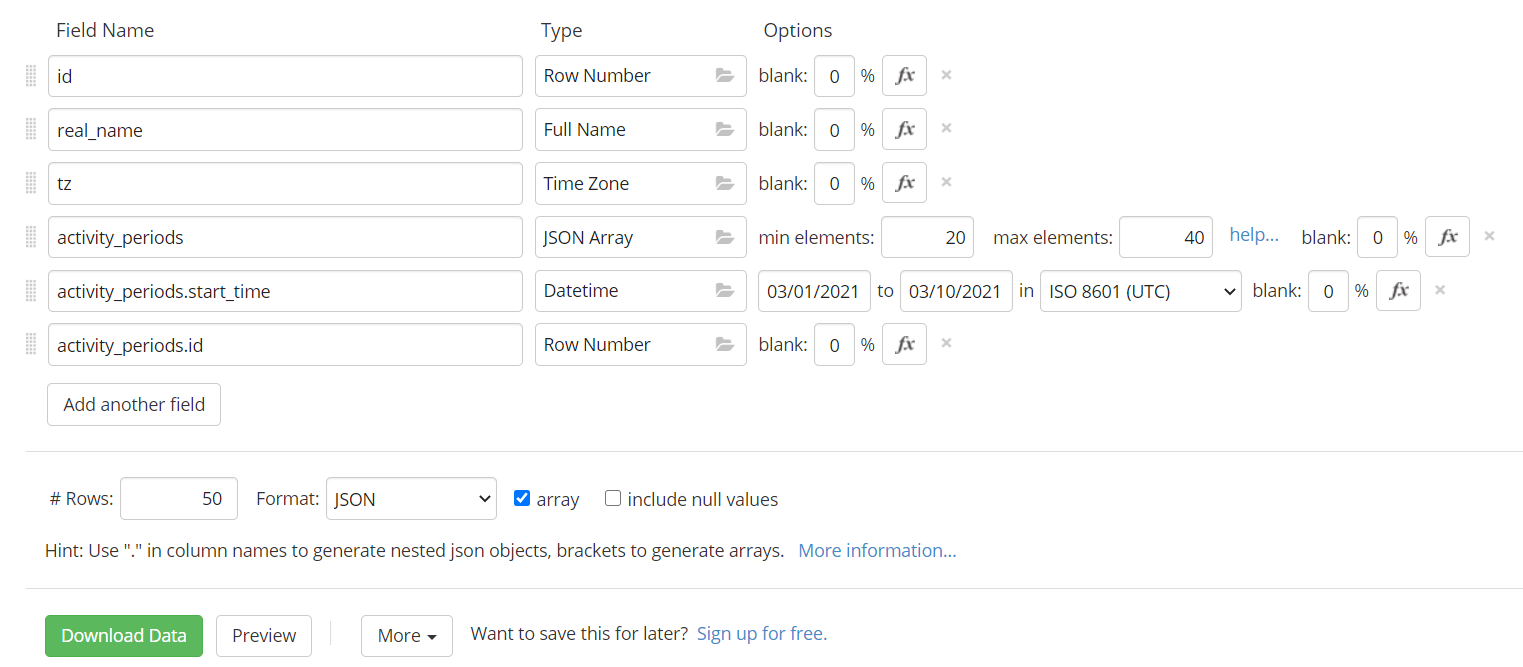 Field Name Type Options
id Row Number blank: 0 % fx ×
real_name Full Name blank: 0 % fx ×
tz Time Zone blank: 0 % fx ×
activity_periods JSON Array min elements: 20 max elements: 40 help... blank: 0 % fx ×
activity_periods.start_time Datetime 03/01/2021 to 03/10/2021 in ISO 8601 (UTC) blank: 0 % fx ×
activity_periods.id Row Number blank: 0 % fx ×
Add another field
# Rows: 50 Format: JSON array include null values
Hint: Use "." in column names to generate nested json objects, brackets to generate arrays. More information...
Download Data Preview More Want to save this for later? Sign up for free.